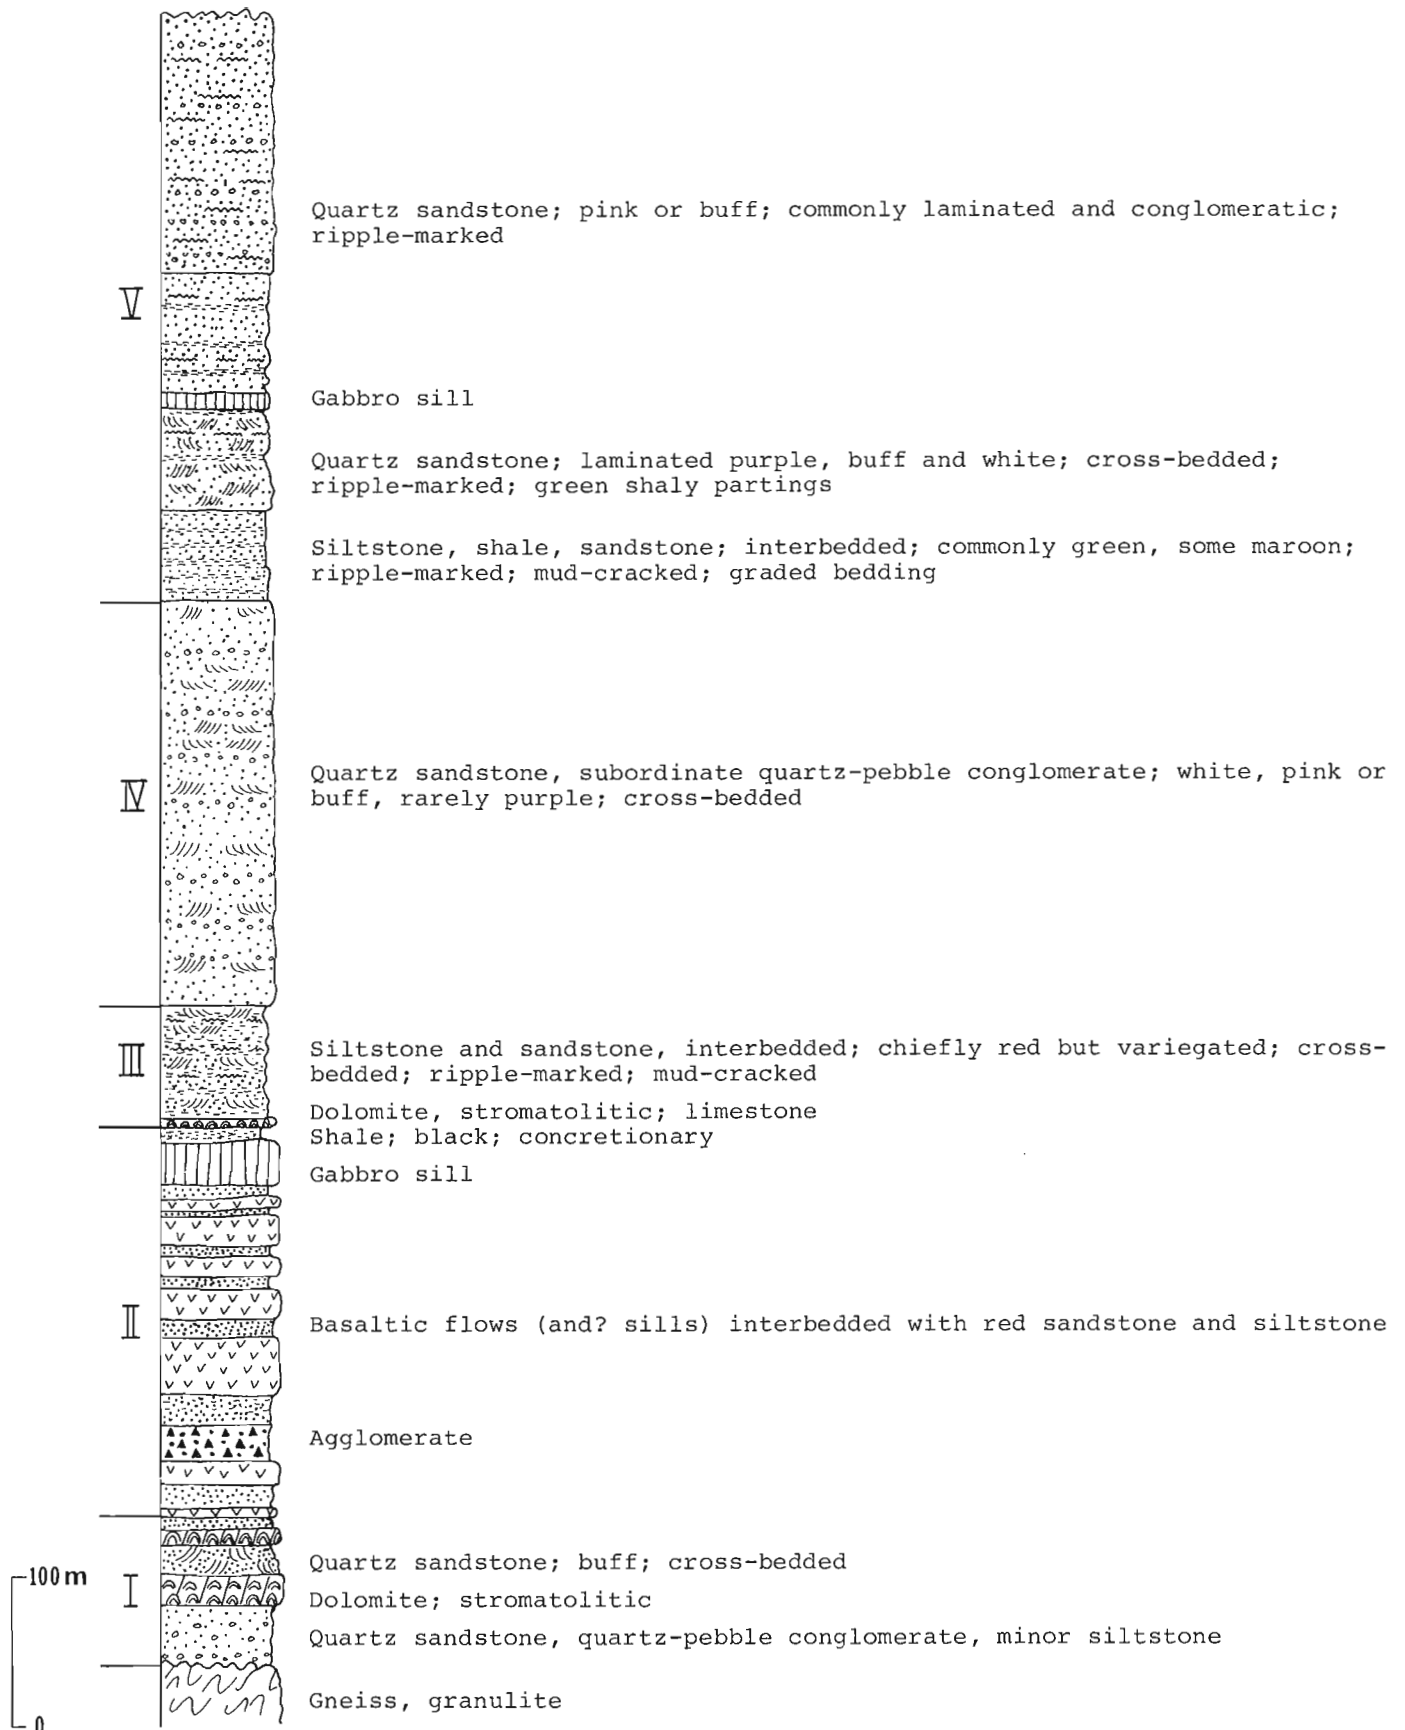 Quartz sandstone; pink or buff; commonly laminated and conglomeratic;
ripple-marked
V
Gabbro sill
Quartz sandstone; laminated purple, buff and white; cross-bedded;
ripple-marked; green shaly partings
Siltstone, shale, sandstone; interbedded; commonly green, some maroon;
ripple-marked; mud-cracked; graded bedding
IV
Quartz sandstone, subordinate quartz-pebble conglomerate; white, pink or
buff, rarely purple; cross-bedded
III
Siltstone and sandstone, interbedded; chiefly red but variegated; cross-
bedded; ripple-marked; mud-cracked
Dolomite, stromatolitic; limestone
Shale; black; concretionary
Gabbro sill
II
Basaltic flows (and? sills) interbedded with red sandstone and siltstone
Agglomerate
Quartz sandstone; buff; cross-bedded
100 m
I
Dolomite; stromatolitic
Quartz sandstone, quartz-pebble conglomerate, minor siltstone
Gneiss, granulite
0